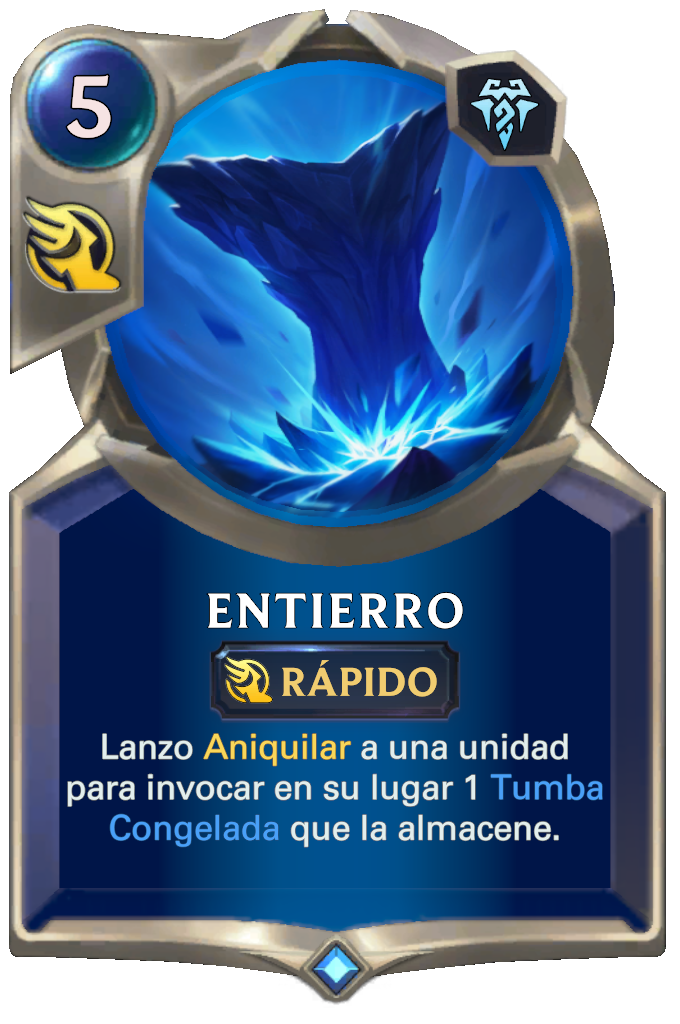 5
ENTIERRO
RÁPIDO
Lanzo Aniquilar a una unidad
para invocar en su lugar 1 Tumba
Congelada que la almacene.